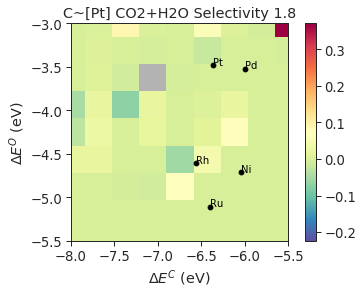 C~[Pt] CO2+H2O Selectivity 1.8
−3.0
−3.5
−4.0
−4.5
−5.0
−5.5
ΔE^O (eV)
Pt
Pd
Rh
Ni
Ru
−8.0 −7.5 −7.0 −6.5 −6.0 −5.5
ΔE^C (eV)
0.3
0.2
0.1
0.0
−0.1
−0.2